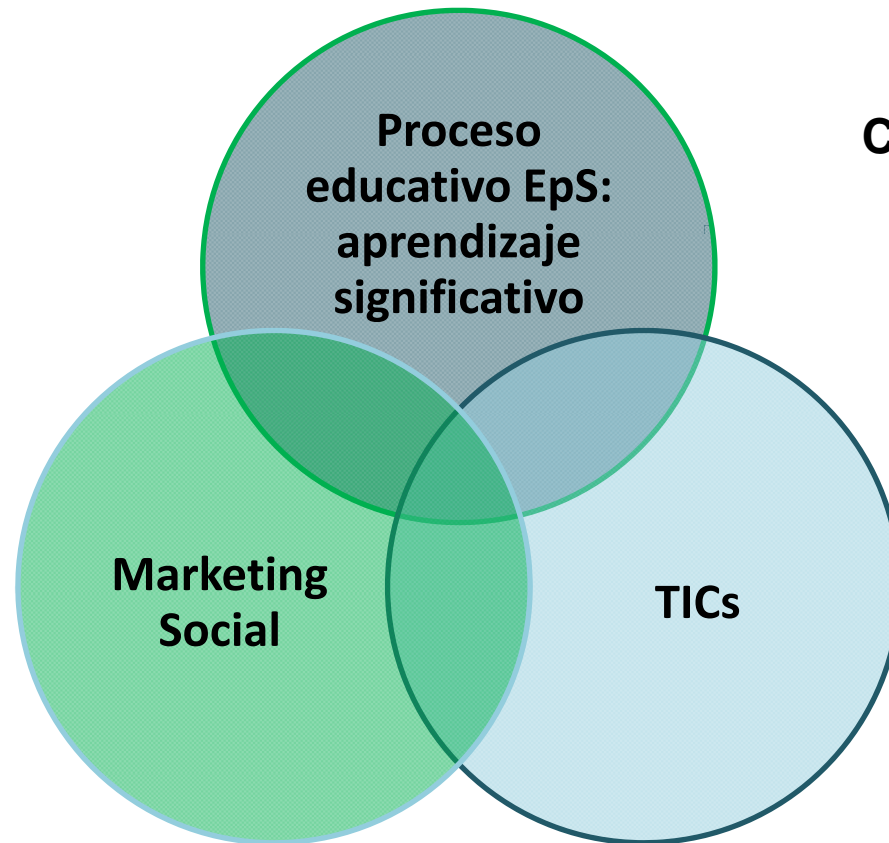 Proceso
educativo EpS:
aprendizaje
significativo
C
Marketing
Social
TICs